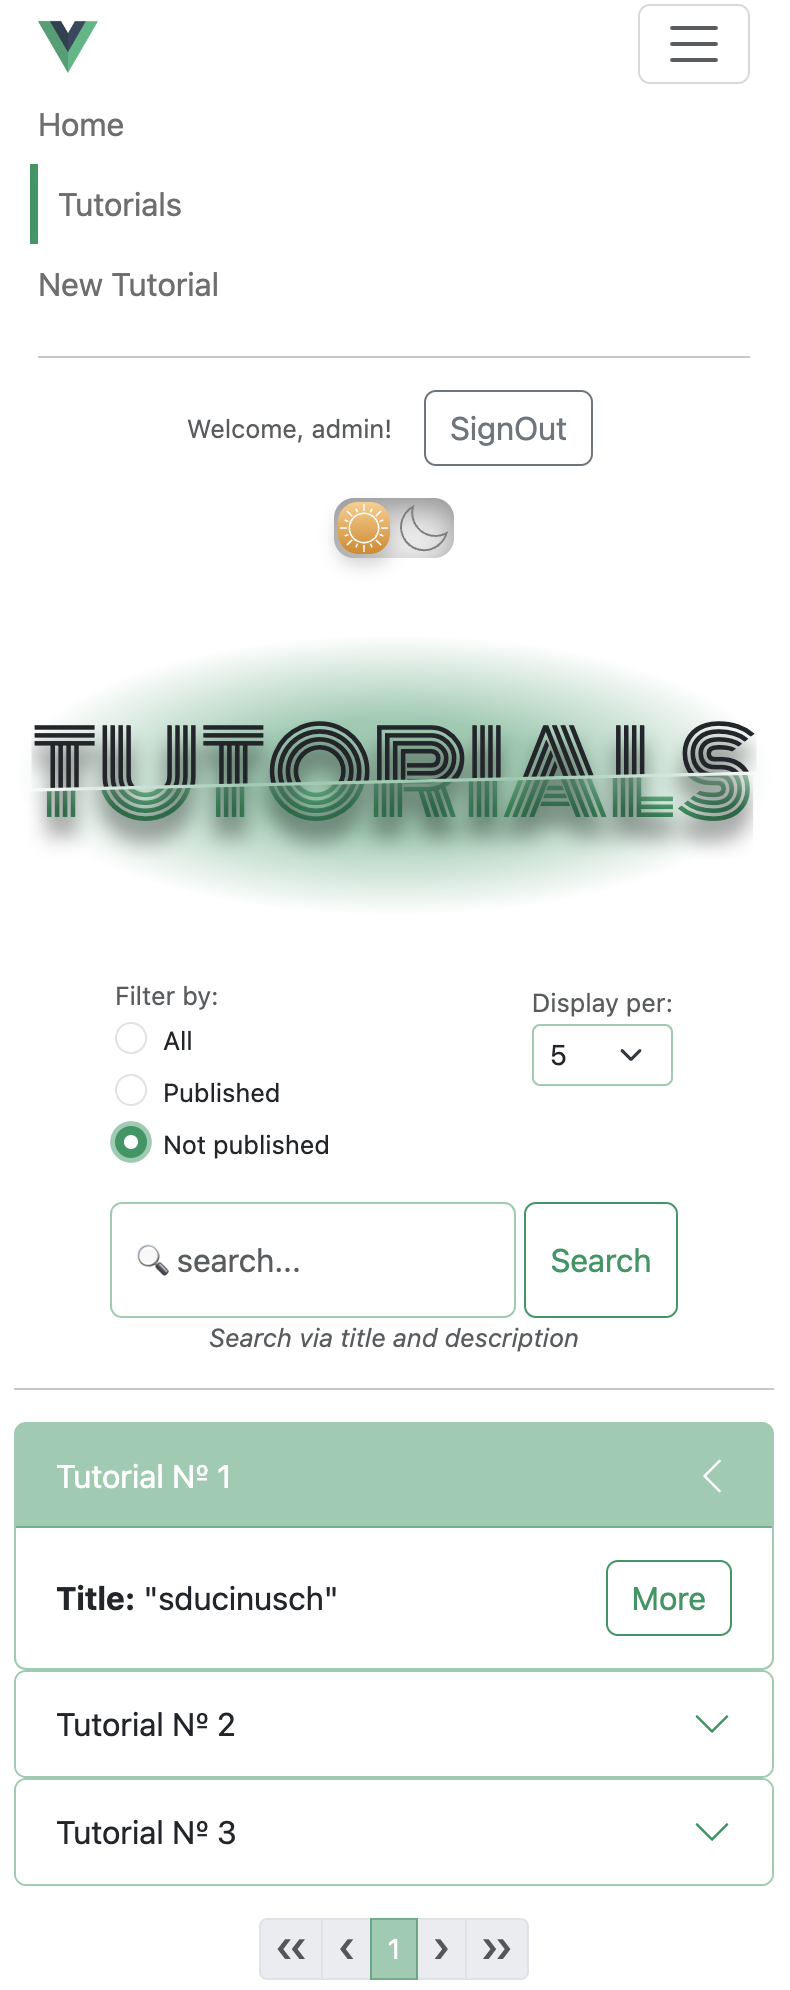 Home
Tutorials
New Tutorial
Welcome, admin!
SignOut
TUTORIALS
Filter by:
Display per:
All
5
Published
Not published
🔍 search...
Search
Search via title and description
Tutorial Nº 1
Title: "sducinusch"
More
Tutorial Nº 2
Tutorial Nº 3
« ‹ 1 › »